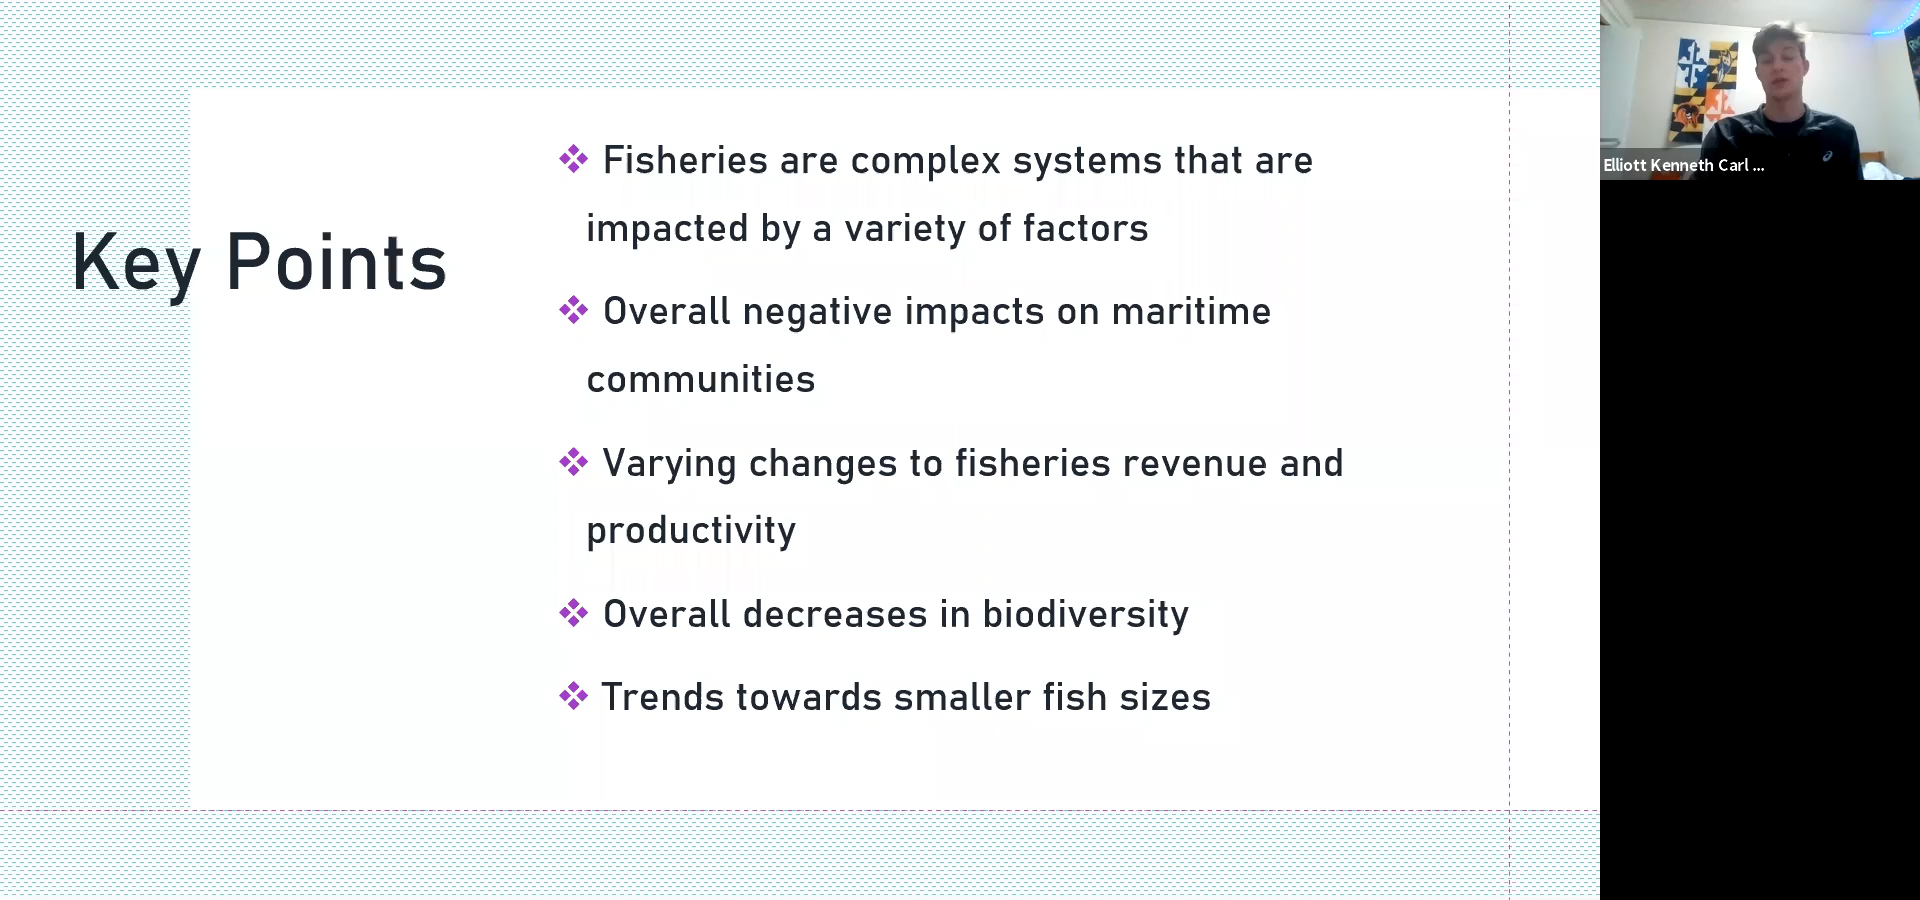 Key Points
Fisheries are complex systems that are
impacted by a variety of factors
Overall negative impacts on maritime
communities
Varying changes to fisheries revenue and
productivity
Overall decreases in biodiversity
Trends towards smaller fish sizes
Elliott Kenneth Carl ...